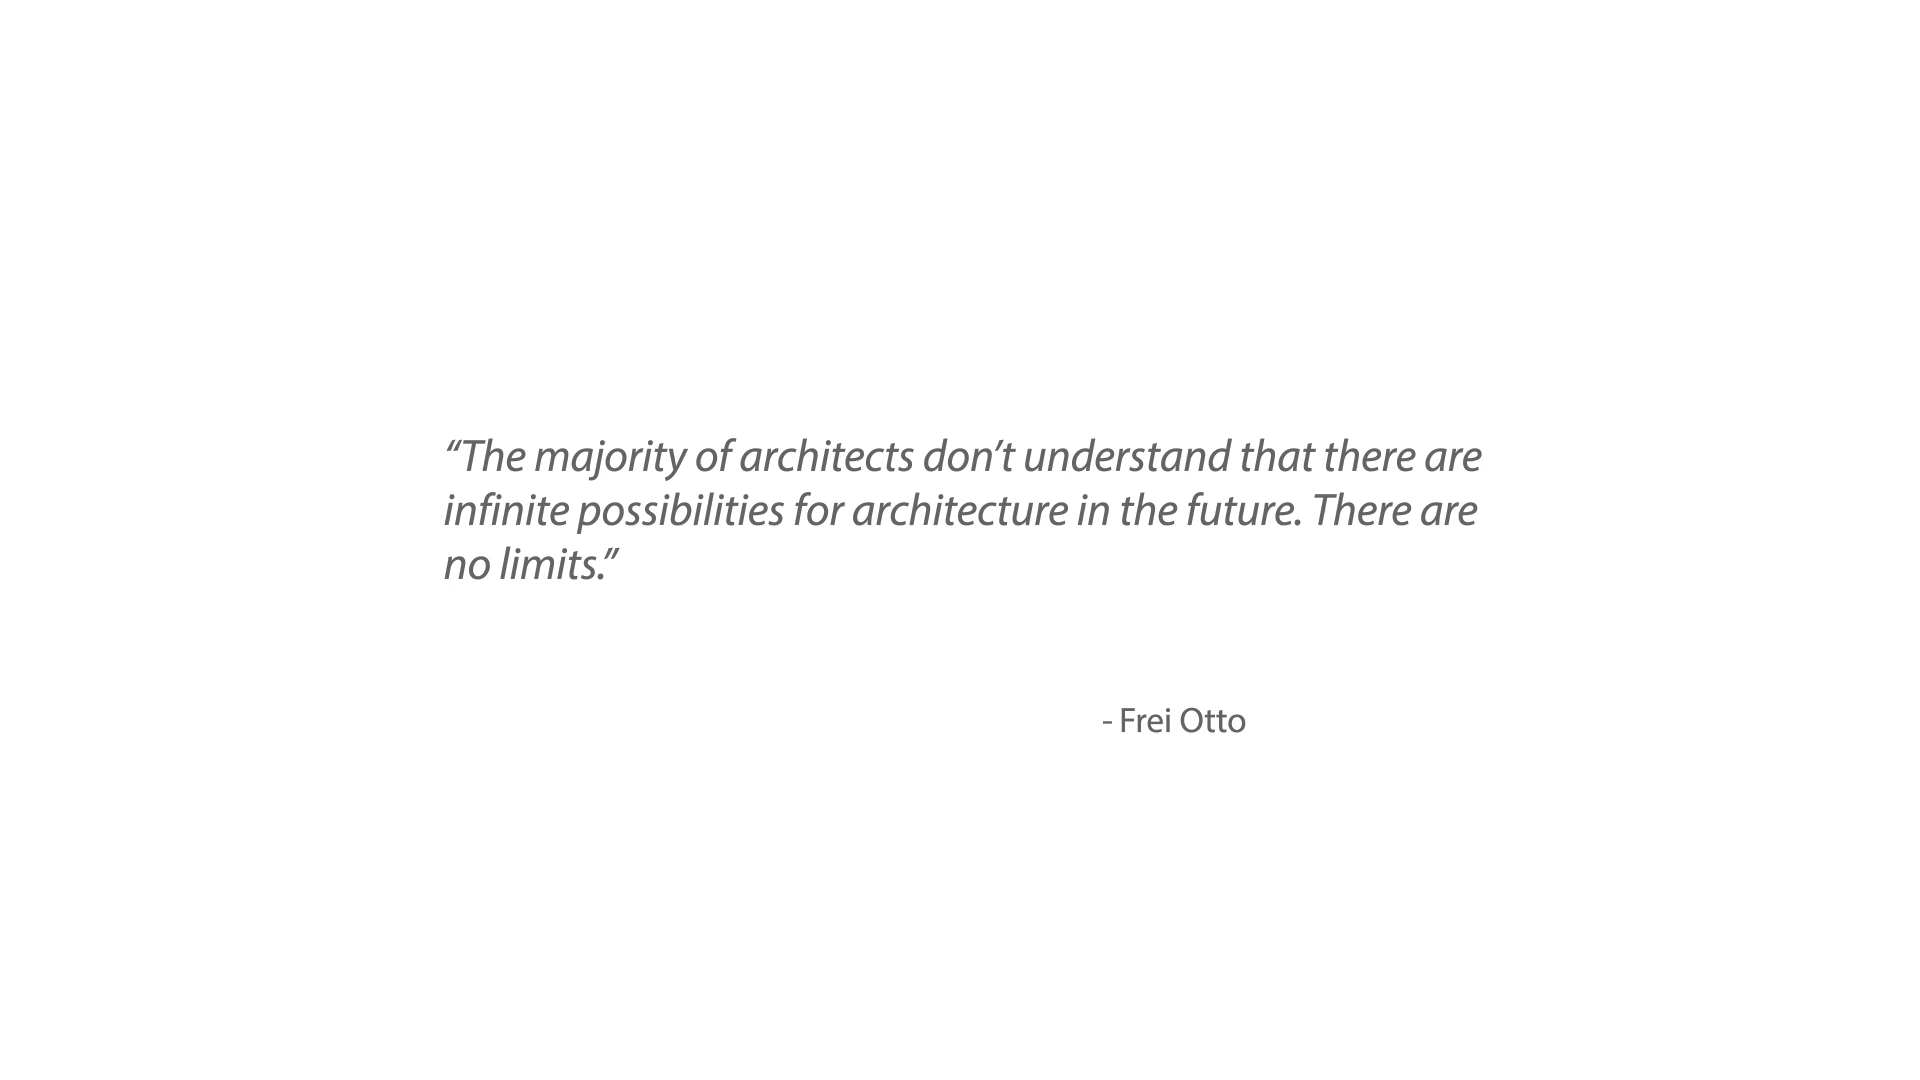 “The majority of architects don’t understand that there are
infinite possibilities for architecture in the future. There are
no limits.”
- Frei Otto